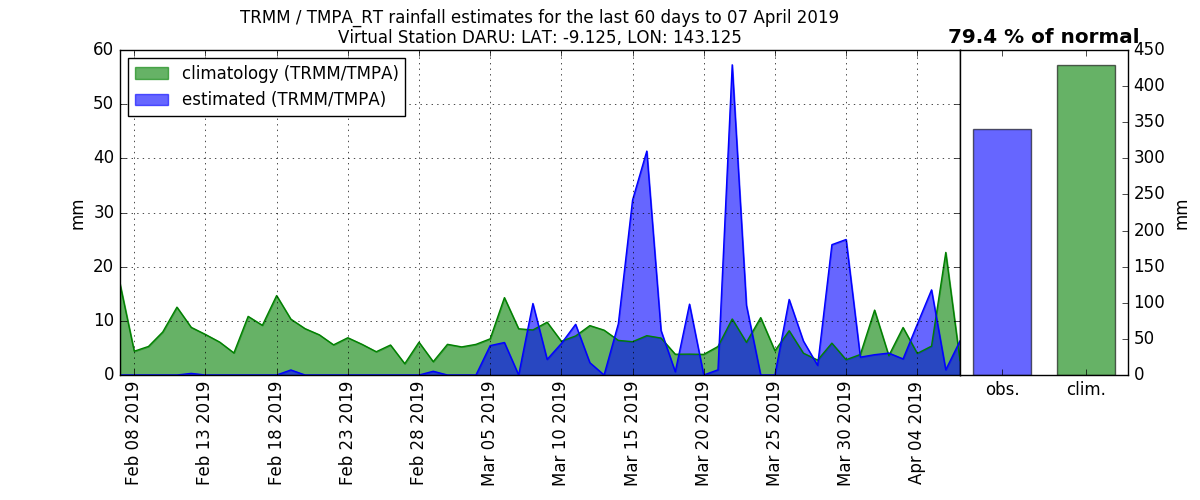 TRMM / TMPA_RT rainfall estimates for the last 60 days to 07 April 2019
Virtual Station DARU: LAT: -9.125, LON: 143.125
79.4 % of normal
climatology (TRMM/TMPA)
estimated (TRMM/TMPA)
60
50
40
30
20
10
0
mm
450
400
350
300
250
200
150
100
50
0
mm
Feb 08 2019
Feb 13 2019
Feb 18 2019
Feb 23 2019
Feb 28 2019
Mar 05 2019
Mar 10 2019
Mar 15 2019
Mar 20 2019
Mar 25 2019
Mar 30 2019
Apr 04 2019
obs.
clim.